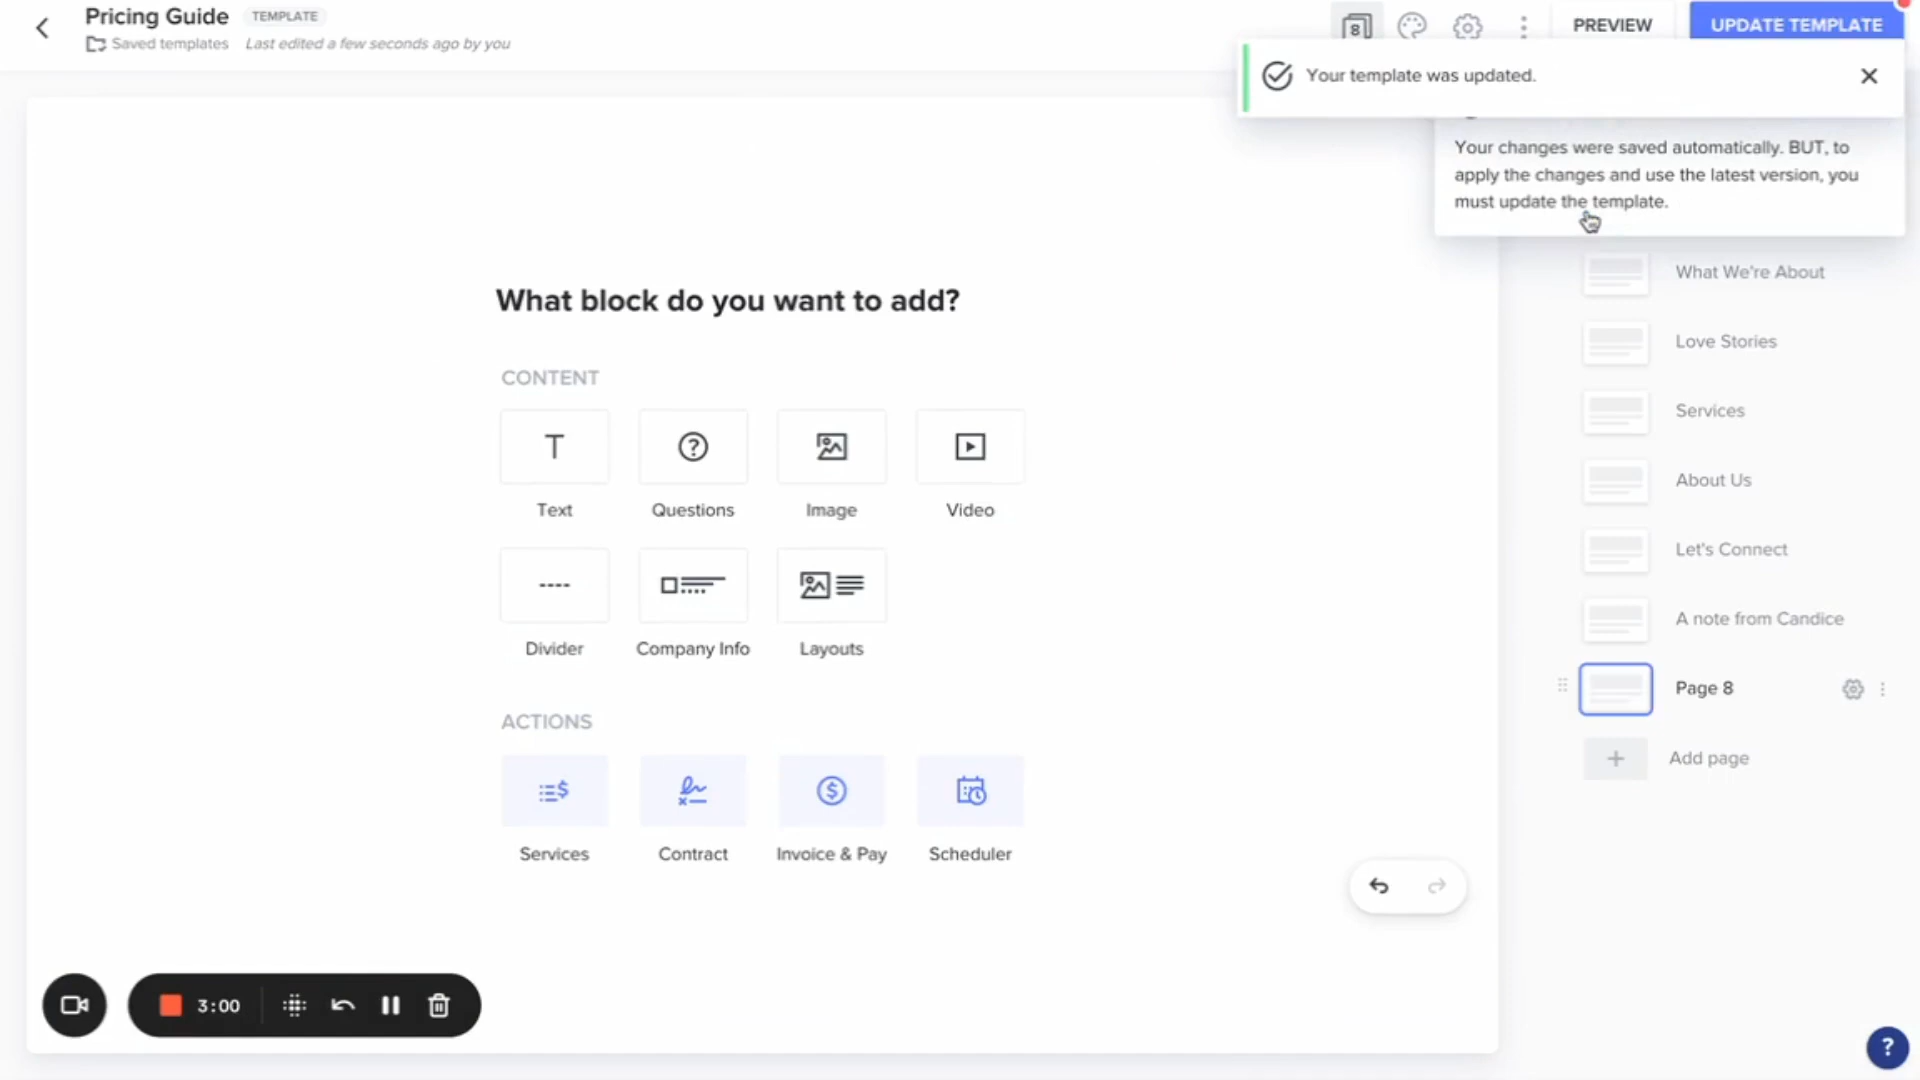 Pricing Guide TEMPLATE
Saved templates Last edited a few seconds ago by you
8
PREVIEW
UPDATE TEMPLATE
Your template was updated.
Your changes were saved automatically. BUT, to
apply the changes and use the latest version, you
must update the template.
What block do you want to add?
CONTENT
Text
Questions
Image
Video
Divider
Company Info
Layouts
ACTIONS
Services
Contract
Invoice & Pay
Scheduler
What We're About
Love Stories
Services
About Us
Let's Connect
A note from Candice
Page 8
Add page
3:00
?